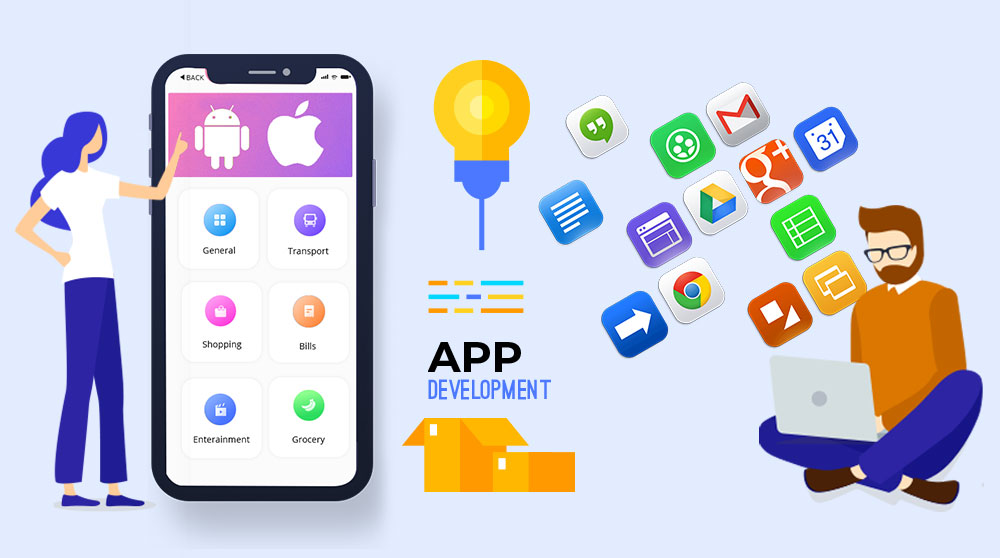 BACK
General
Transport
Shopping
Bills
Enterainment
Grocery
APP
DEVELOPMENT
31
g+